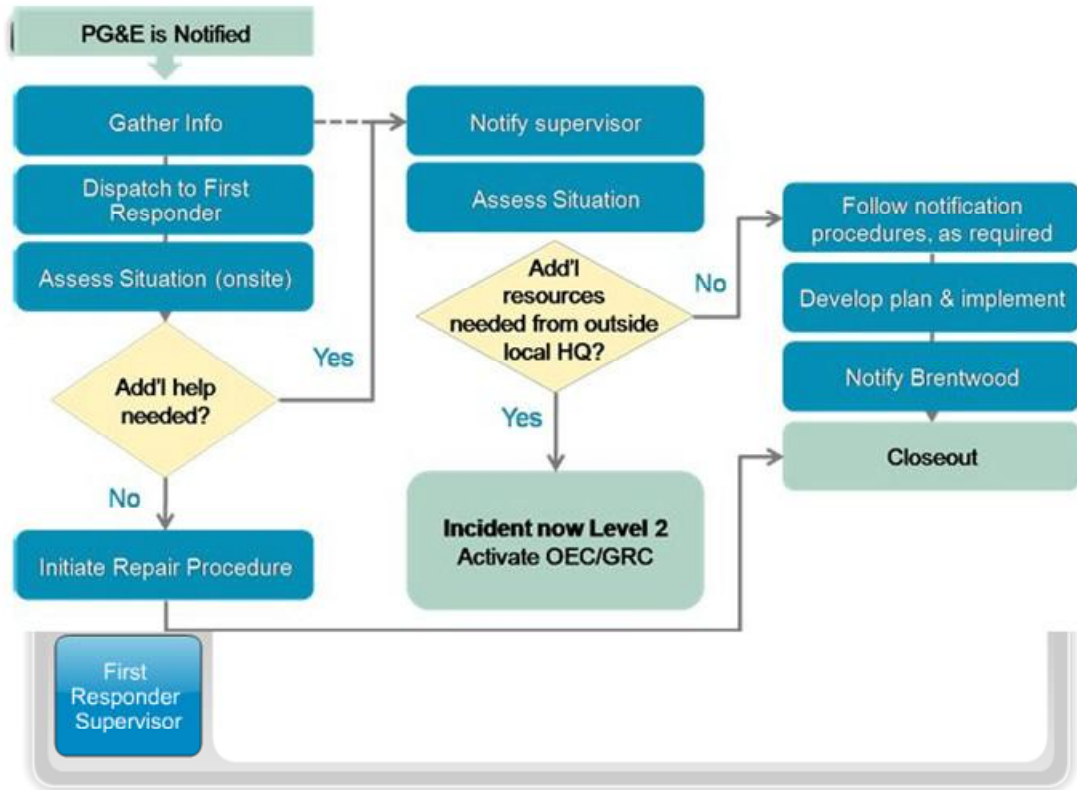 PG&E is Notified
Gather Info
Dispatch to First
Responder
Assess Situation (onsite)
Add'l help
needed?
Yes
No
Initiate Repair Procedure
Notify supervisor
Assess Situation
Add'l
resources
needed from outside
local HQ?
No
Yes
Incident now Level 2
Activate OEC/GRC
Follow notification
procedures, as required
Develop plan & implement
Notify Brentwood
Closeout
First
Responder
Supervisor